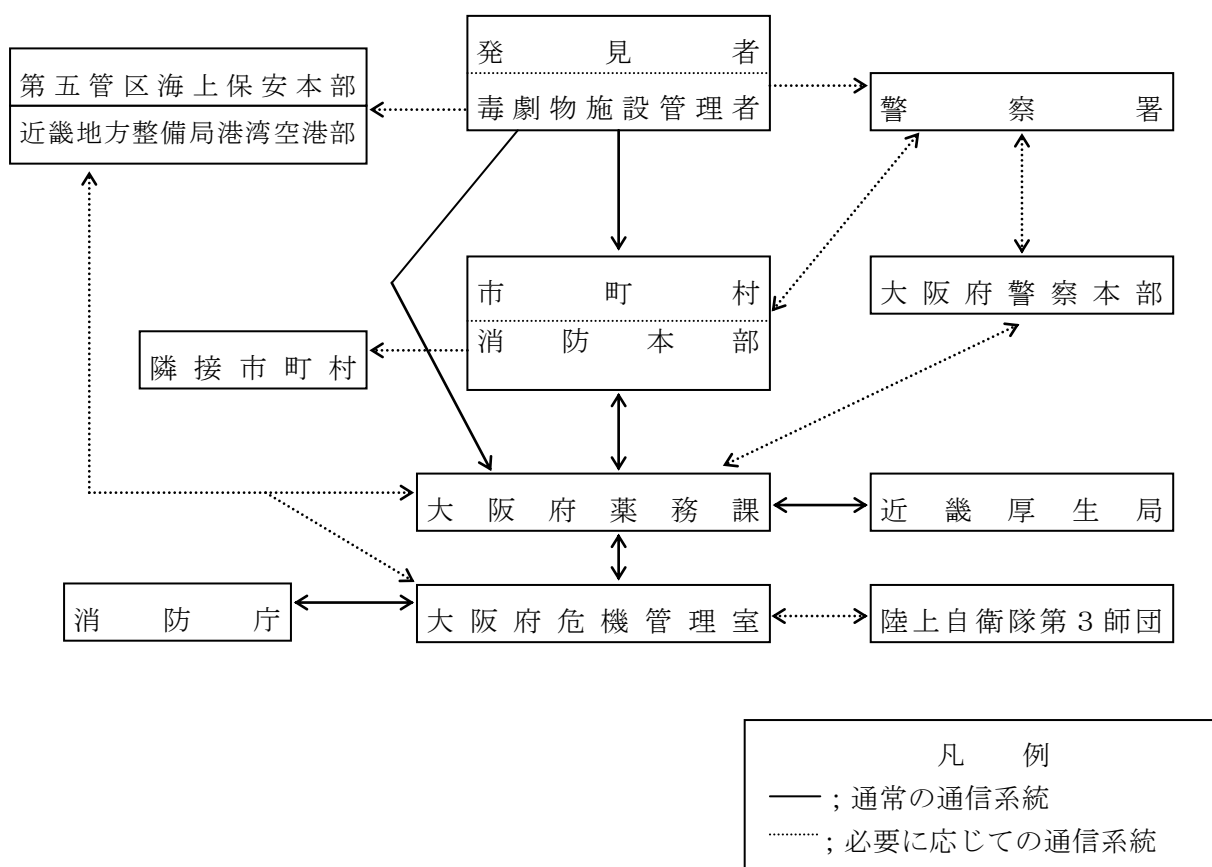 発見者
毒劇物施設管理者
第五管区海上保安本部
近畿地方整備局港湾空港部
警察署
市町村
消防本部
大阪府警察本部
隣接市町村
大阪府薬務課
近畿厚生局
消防庁
大阪府危機管理室
陸上自衛隊第3師団
凡例
;通常の通信系統
;必要に応じての通信系統